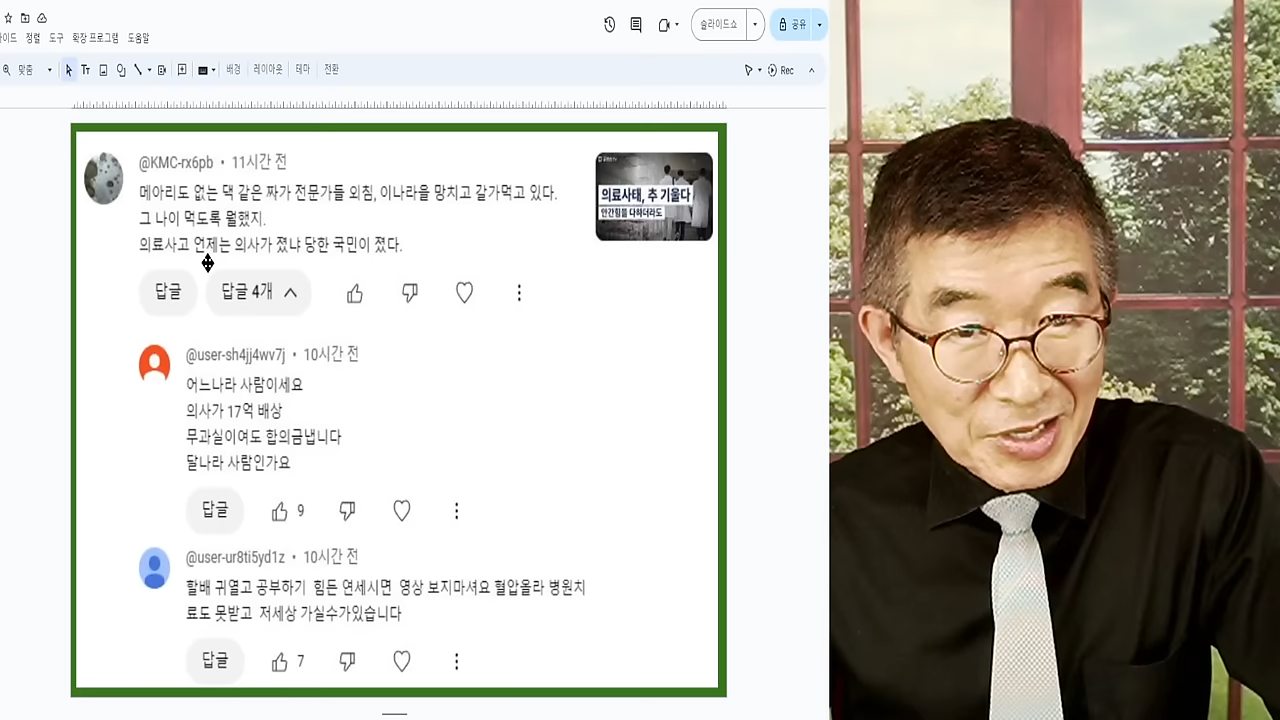 이드 정렬 도구 확장 프로그램 도움말
슬라이드쇼
공유
맞춤
배경 레이아웃 테마 전환
Rec
@KMC-rx6pb • 11시간 전
메아리도 없는 댁 같은 짜가 전문가들 외침, 이나라을 망치고 갈가먹고 있다.
그 나이 먹도록 뭘했지.
의료사고 언제는 의사가 졌냐 당한 국민이 졌다.
의료사태, 추 기울다
안간힘을 다하더라도
답글
답글 4개
@user-sh4jj4wv7j • 10시간 전
어느나라 사람이세요
의사가 17억 배상
무과실이여도 합의금냅니다
달나라 사람인가요
답글
9
@user-ur8ti5yd1z • 10시간 전
할배 귀열고 공부하기 힘든 연세시면 영상 보지마셔요 혈압올라 병원치
료도 못받고 저세상 가실수가있습니다
답글
7